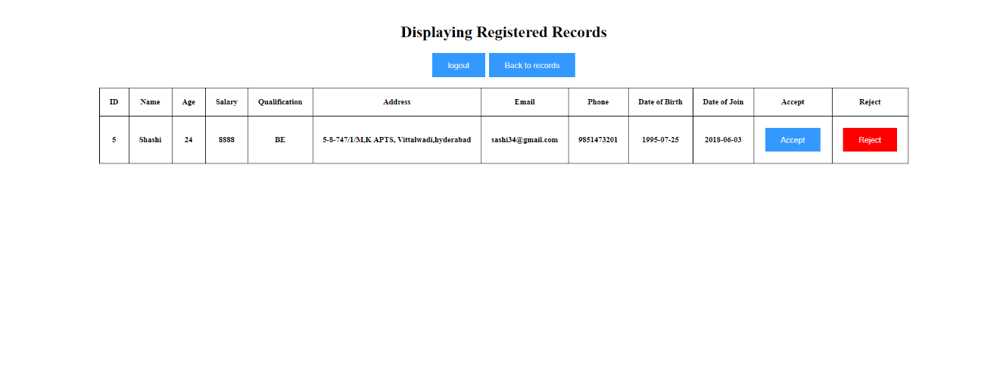 Displaying Registered Records
logout Back to records
ID Name Age Salary Qualification Address Email Phone Date of Birth Date of Join Accept Reject
5 Shashi 24 8888 BE 5-8-747/1/M,K APTS, Vittalwadi,hyderabad sashi34@gmail.com 9851473201 1995-07-25 2018-06-03 Accept Reject